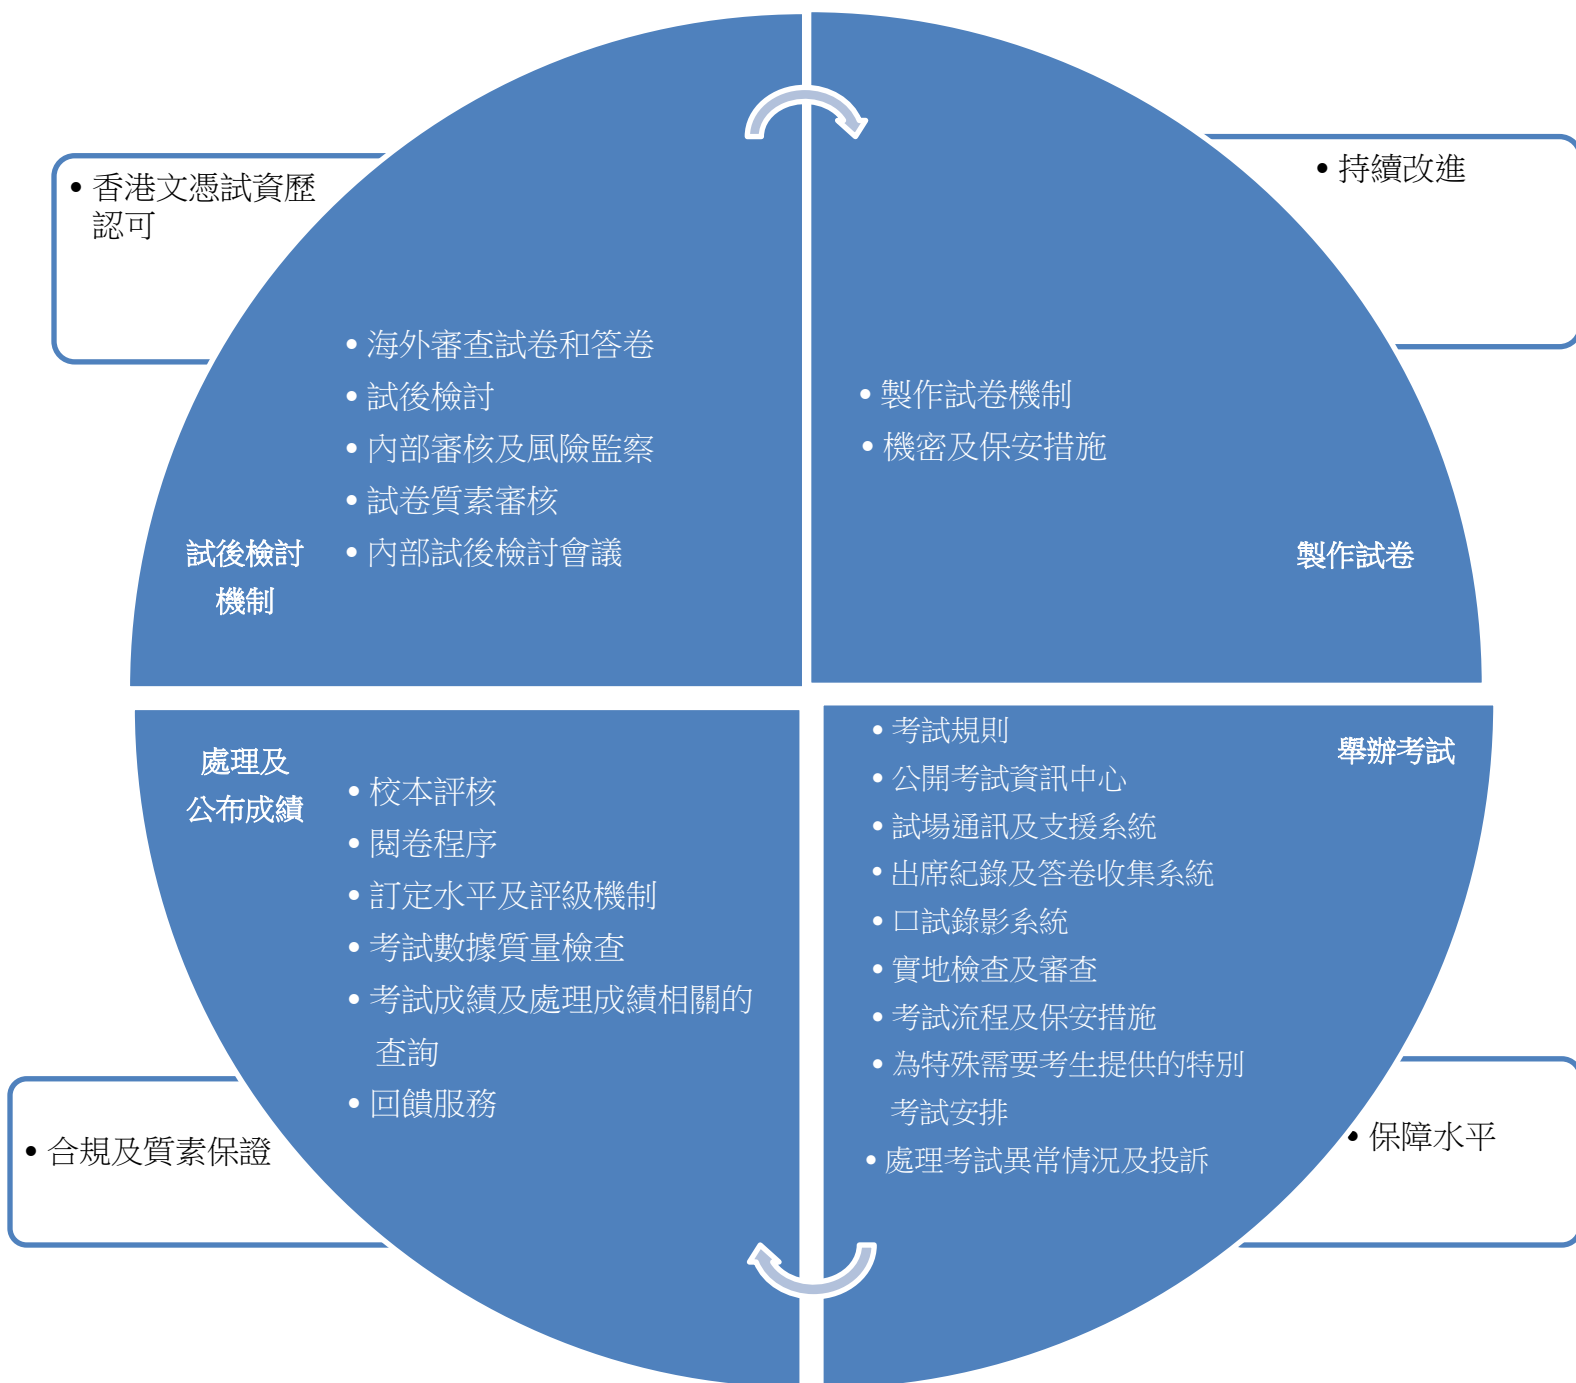 • 香港文憑試資歷
認可
• 海外審查試卷和答卷
• 試後檢討
• 內部審核及風險監察
• 試卷質素審核
• 內部試後檢討會議
試後檢討
機制
• 持續改進
• 製作試卷機制
• 機密及保安措施
製作試卷
處理及
公布成績
• 校本評核
• 閱卷程序
• 訂定水平及評級機制
• 考試數據質量檢查
• 考試成績及處理成績相關的
查詢
• 回饋服務
• 合規及質素保證
舉辦考試
• 考試規則
• 公開考試資訊中心
• 試場通訊及支援系統
• 出席紀錄及答卷收集系統
• 口試錄影系統
• 實地檢查及審查
• 考試流程及保安措施
• 為特殊需要考生提供的特別
考試安排
• 處理考試異常情況及投訴
• 保障水平